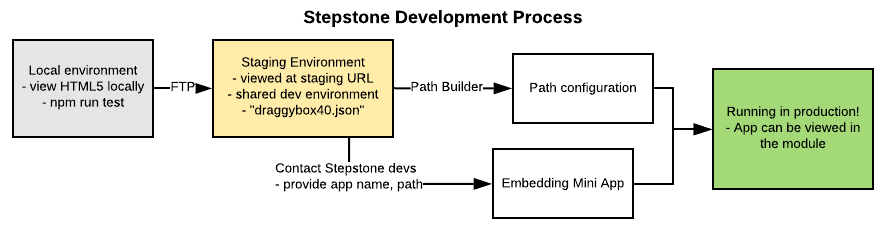 Stepstone Development Process
Local environment
- view HTML5 locally
- npm run test
FTP
Staging Environment
- viewed at staging URL
- shared dev environment
- "draggybox40.json"
Path Builder
Path configuration
Contact Stepstone devs
- provide app name, path
Embedding Mini App
Running in production!
- App can be viewed in
the module